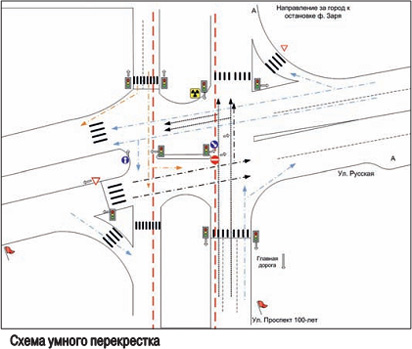 А
Направление за город к
остановке ф. Заря
Ул. Русская
А
Главная
дорога
Ул. Проспект 100-лет
Схема умного перекрестка